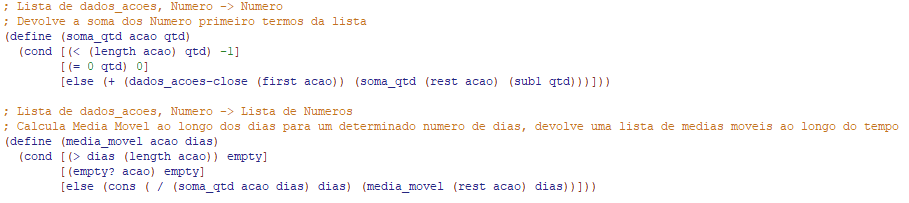 ; Lista de dados_acoes, Numero -> Numero
; Devolve a soma dos Numero primeiro termos da lista
(define (soma_qtd acao qtd)
  (cond [(< (length acao) qtd) -1]
        [(= 0 qtd) 0]
        [else (+ (dados_acoes-close (first acao)) (soma_qtd (rest acao) (sub1 qtd)))]))
; Lista de dados_acoes, Numero -> Lista de Numeros
; Calcula Media Movel ao longo dos dias para um determinado numero de dias, devolve uma lista de medias moveis ao longo do tempo
(define (media_movel acao dias)
  (cond [(> dias (length acao)) empty]
        [(empty? acao) empty]
        [else (cons ( / (soma_qtd acao dias) dias) (media_movel (rest acao) dias))]))